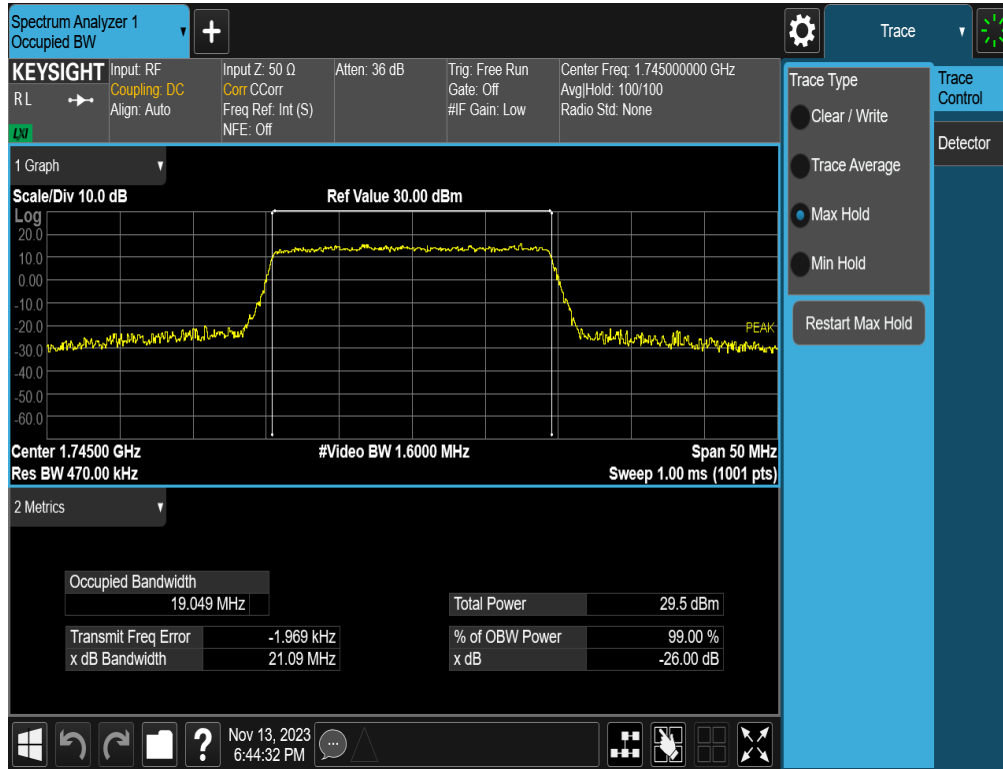 Spectrum Analyzer 1
Occupied BW
+
Trace
KEYSIGHT
R L
LXI
Input: RF
Coupling: DC
Align: Auto
Input Z: 50 Ω
Corr CCorr
Freq Ref: Int (S)
NFE: Off
Atten: 36 dB
Trig: Free Run
Gate: Off
#IF Gain: Low
Center Freq: 1.745000000 GHz
Avg|Hold: 100/100
Radio Std: None
Trace Type
Clear / Write
Trace Average
Max Hold
Min Hold
Restart Max Hold
Trace
Control
Detector
1 Graph
Scale/Div 10.0 dB
Ref Value 30.00 dBm
Log
20.0
10.0
0.00
-10.0
-20.0
-30.0
-40.0
-50.0
-60.0
PEAK
Center 1.74500 GHz
#Video BW 1.6000 MHz
Span 50 MHz
Res BW 470.00 kHz
Sweep 1.00 ms (1001 pts)
2 Metrics
Occupied Bandwidth
19.049 MHz
Total Power 29.5 dBm
Transmit Freq Error -1.969 kHz
% of OBW Power 99.00 %
x dB Bandwidth 21.09 MHz
x dB -26.00 dB
?
Nov 13, 2023
6:44:32 PM